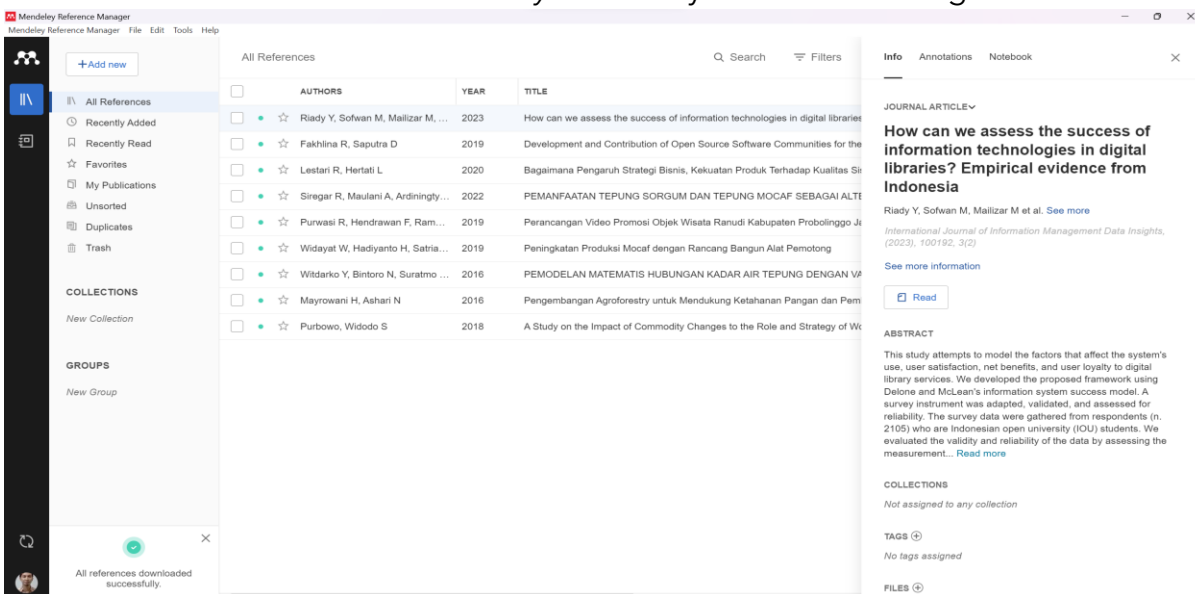 Mendeley Reference Manager
Mendeley Reference Manager File Edit Tools Help
+Add new
All References
Recently Added
Recently Read
Favorites
My Publications
Unsorted
Duplicates
Trash
COLLECTIONS
New Collection
GROUPS
New Group
All references downloaded
successfully.
All References
Search
Filters
AUTHORS YEAR TITLE
Riady Y, Sofwan M, Mailizar M, ... 2023 How can we assess the success of information technologies in digital libraries
Fakhlina R, Saputra D 2019 Development and Contribution of Open Source Software Communities for the
Lestari R, Hertati L 2020 Bagaimana Pengaruh Strategi Bisnis, Kekuatan Produk Terhadap Kualitas Si
Siregar R, Maulani A, Ardiningty... 2022 PEMANFAATAN TEPUNG SORGUM DAN TEPUNG MOCAF SEBAGAI ALTE
Purwasi R, Hendrawan F, Ram... 2019 Perancangan Video Promosi Objek Wisata Ranudi Kabupaten Probolinggo Ja
Widayat W, Hadiyanto H, Satria... 2019 Peningkatan Produksi Mocaf dengan Rancang Bangun Alat Pemotong
Witdarko Y, Bintoro N, Suratmo ... 2016 PEMODELAN MATEMATIS HUBUNGAN KADAR AIR TEPUNG DENGAN VA
Mayrowani H, Ashari N 2016 Pengembangan Agroforestry untuk Mendukung Ketahanan Pangan dan Pem
Purbowo, Widodo S 2018 A Study on the Impact of Commodity Changes to the Role and Strategy of Wo
Info Annotations Notebook
JOURNAL ARTICLE
How can we assess the success of
information technologies in digital
libraries? Empirical evidence from
Indonesia
Riady Y, Sofwan M, Mailizar M et al. See more
International Journal of Information Management Data Insights,
(2023), 100192, 3(2)
See more information
Read
ABSTRACT
This study attempts to model the factors that affect the system's
use, user satisfaction, net benefits, and user loyalty to digital
library services. We developed the proposed framework using
Delone and McLean's information system success model. A
survey instrument was adapted, validated, and assessed for
reliability. The survey data were gathered from respondents (n.
2105) who are Indonesian open university (IOU) students. We
evaluated the validity and reliability of the data by assessing the
measurement... Read more
COLLECTIONS
Not assigned to any collection
TAGS
No tags assigned
FILES